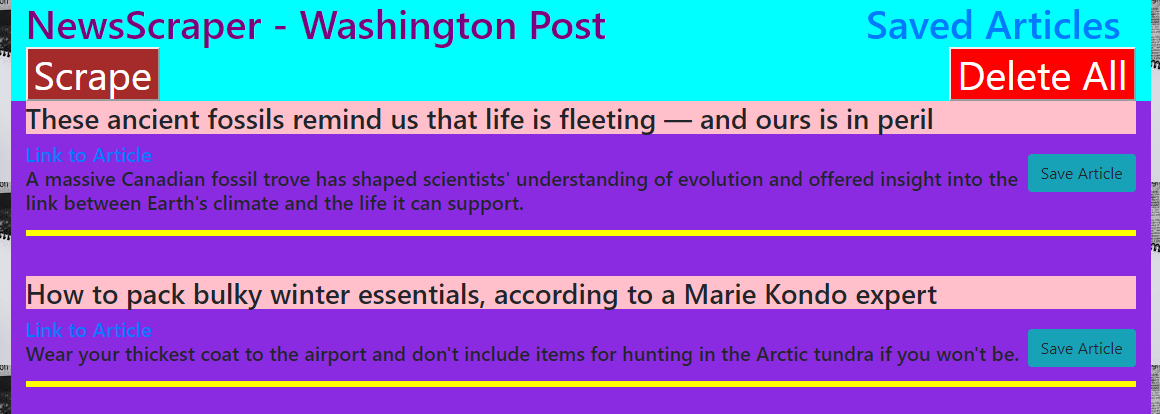 NewsScraper - Washington Post
Saved Articles
Scrape
Delete All
These ancient fossils remind us that life is fleeting — and ours is in peril
Link to Article
A massive Canadian fossil trove has shaped scientists' understanding of evolution and offered insight into the
link between Earth's climate and the life it can support.
Save Article
How to pack bulky winter essentials, according to a Marie Kondo expert
Link to Article
Wear your thickest coat to the airport and don't include items for hunting in the Arctic tundra if you won't be.
Save Article